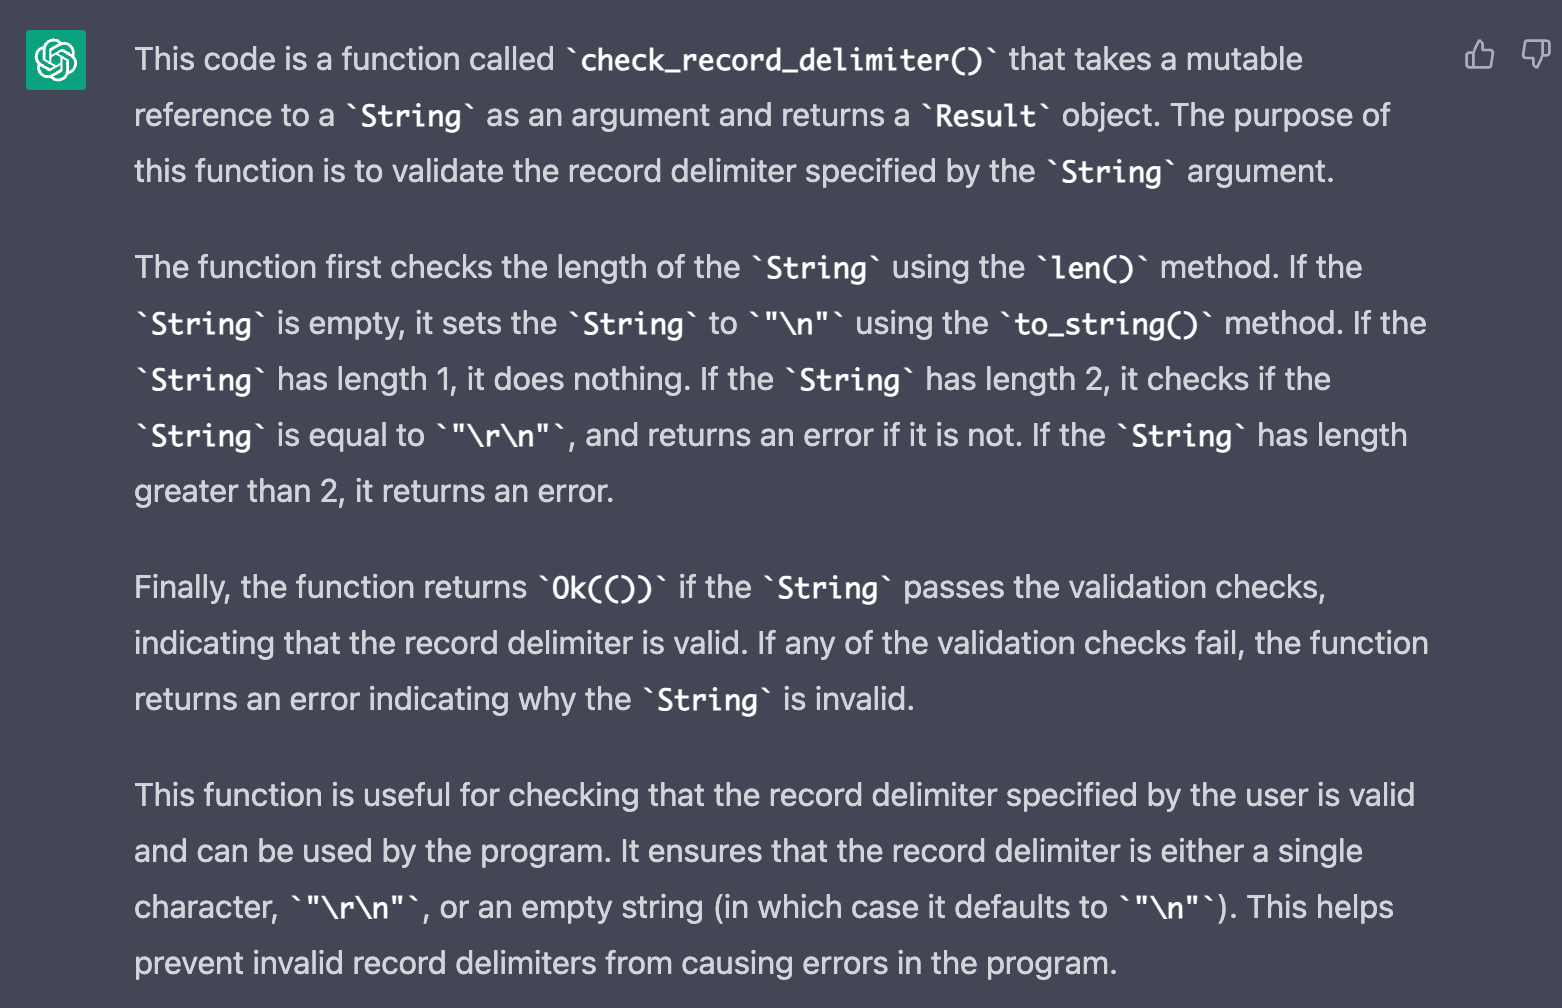 This code is a function called `check_record_delimiter()` that takes a mutable
reference to a `String` as an argument and returns a `Result` object. The purpose of
this function is to validate the record delimiter specified by the `String` argument.
The function first checks the length of the `String` using the `len()` method. If the
`String` is empty, it sets the `String` to `"\n"` using the `to_string()` method. If the
`String` has length 1, it does nothing. If the `String` has length 2, it checks if the
`String` is equal to `"\r\n"`, and returns an error if it is not. If the `String` has length
greater than 2, it returns an error.
Finally, the function returns `Ok(())` if the `String` passes the validation checks,
indicating that the record delimiter is valid. If any of the validation checks fail, the function
returns an error indicating why the `String` is invalid.
This function is useful for checking that the record delimiter specified by the user is valid
and can be used by the program. It ensures that the record delimiter is either a single
character, `"\r\n"`, or an empty string (in which case it defaults to `"\n"`). This helps
prevent invalid record delimiters from causing errors in the program.